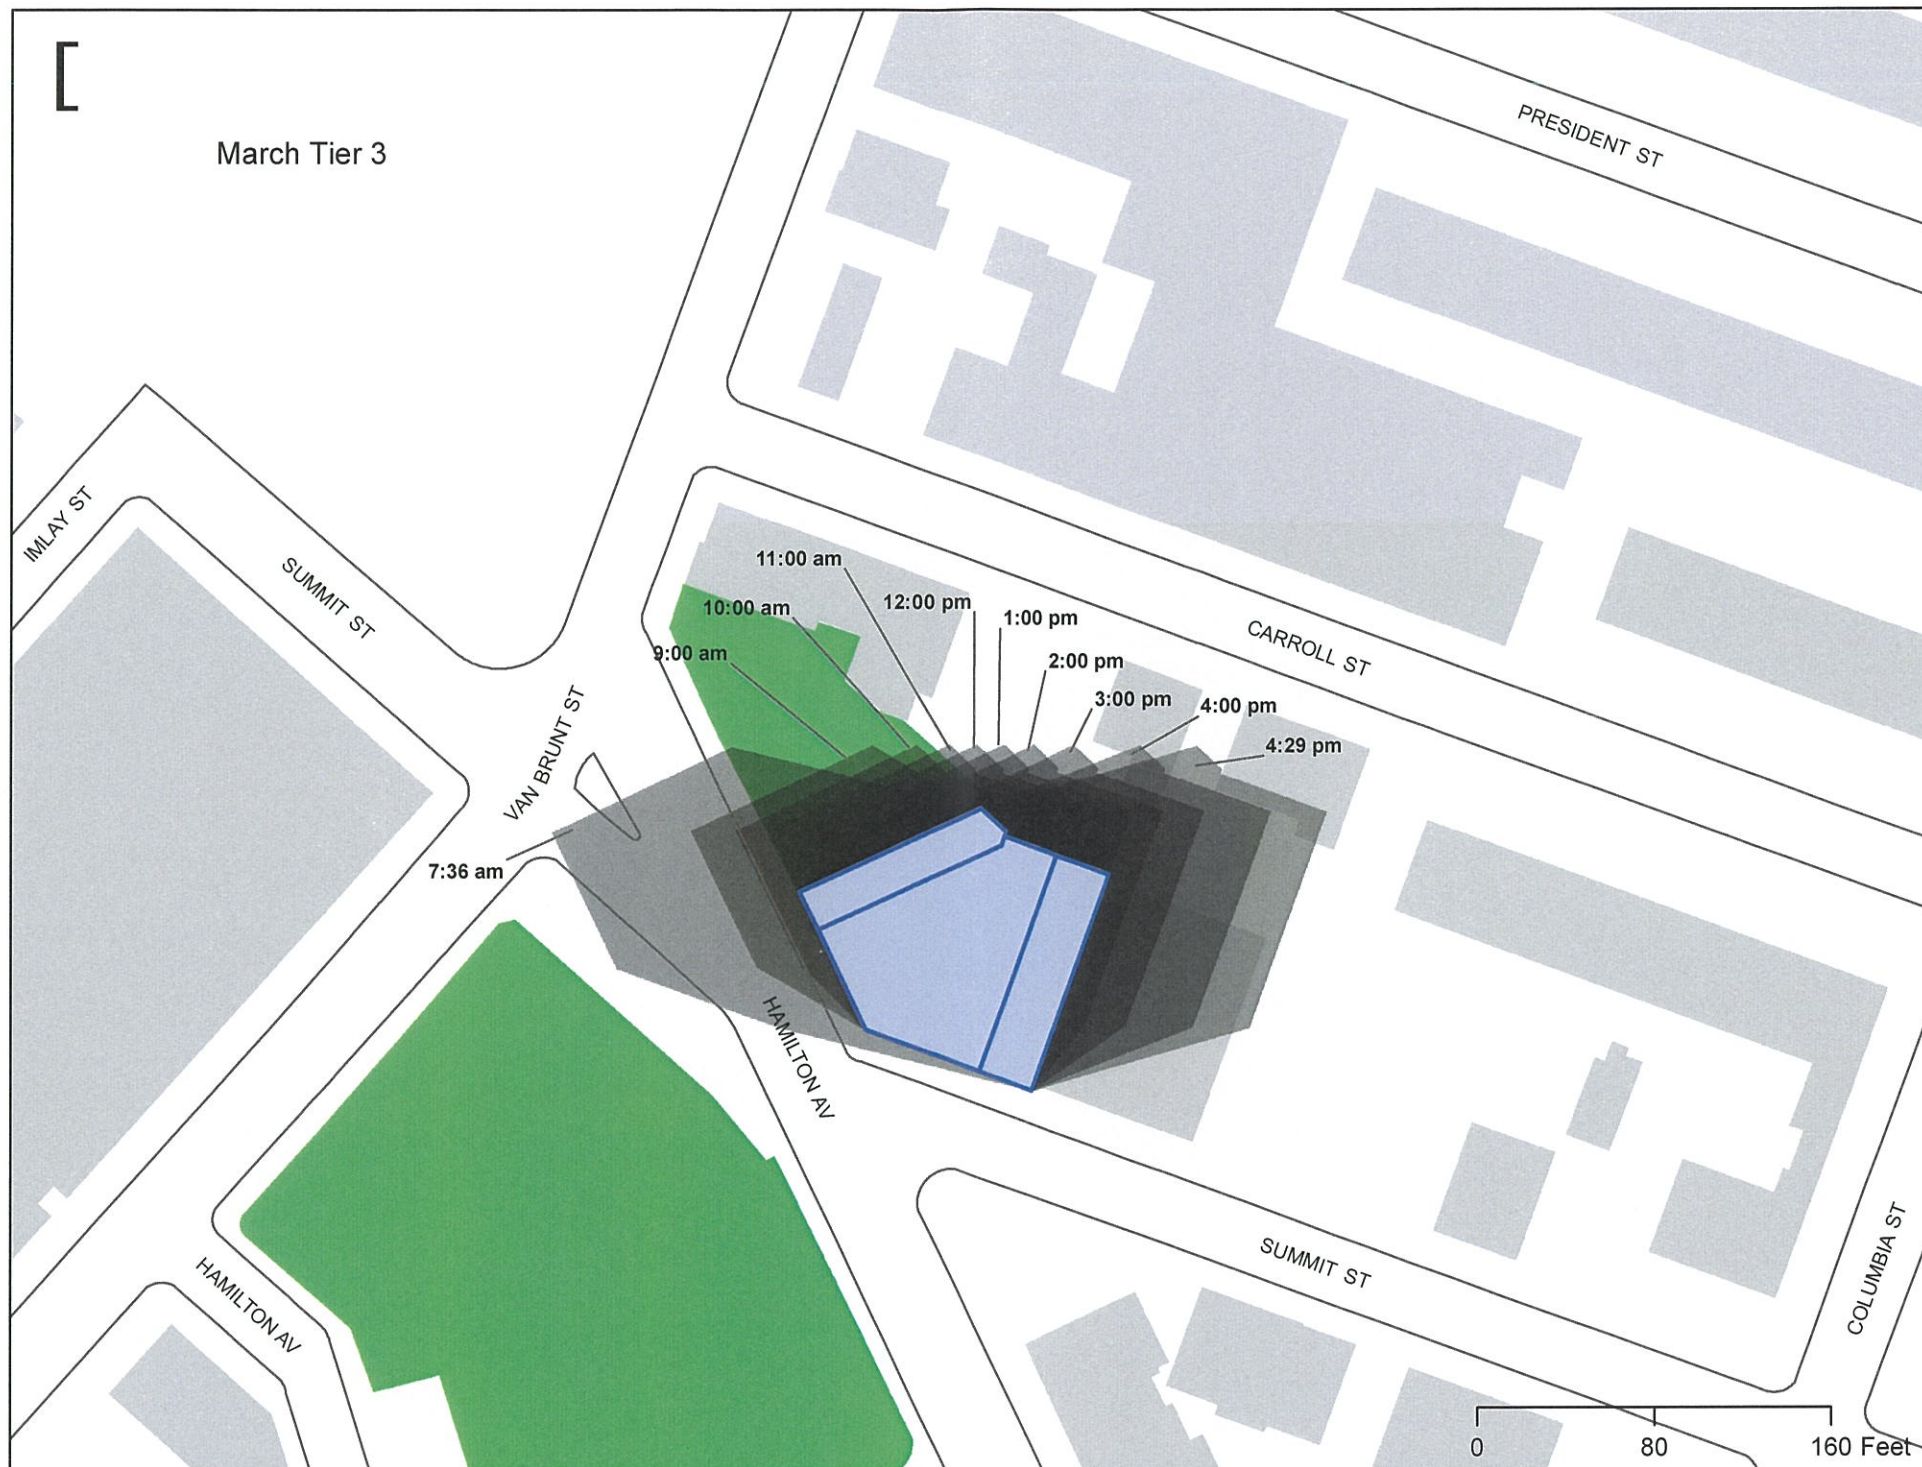 [
March Tier 3
PRESIDENT ST
IMLAY ST
SUMMIT ST
11:00 am
10:00 am
12:00 pm
1:00 pm
9:00 am
2:00 pm
CARROLL ST
3:00 pm
4:00 pm
4:29 pm
VAN BRUNT ST
7:36 am
HAMILTON AV
HAMILTON AV
SUMMIT ST
COLUMBIA ST
0 80 160 Feet